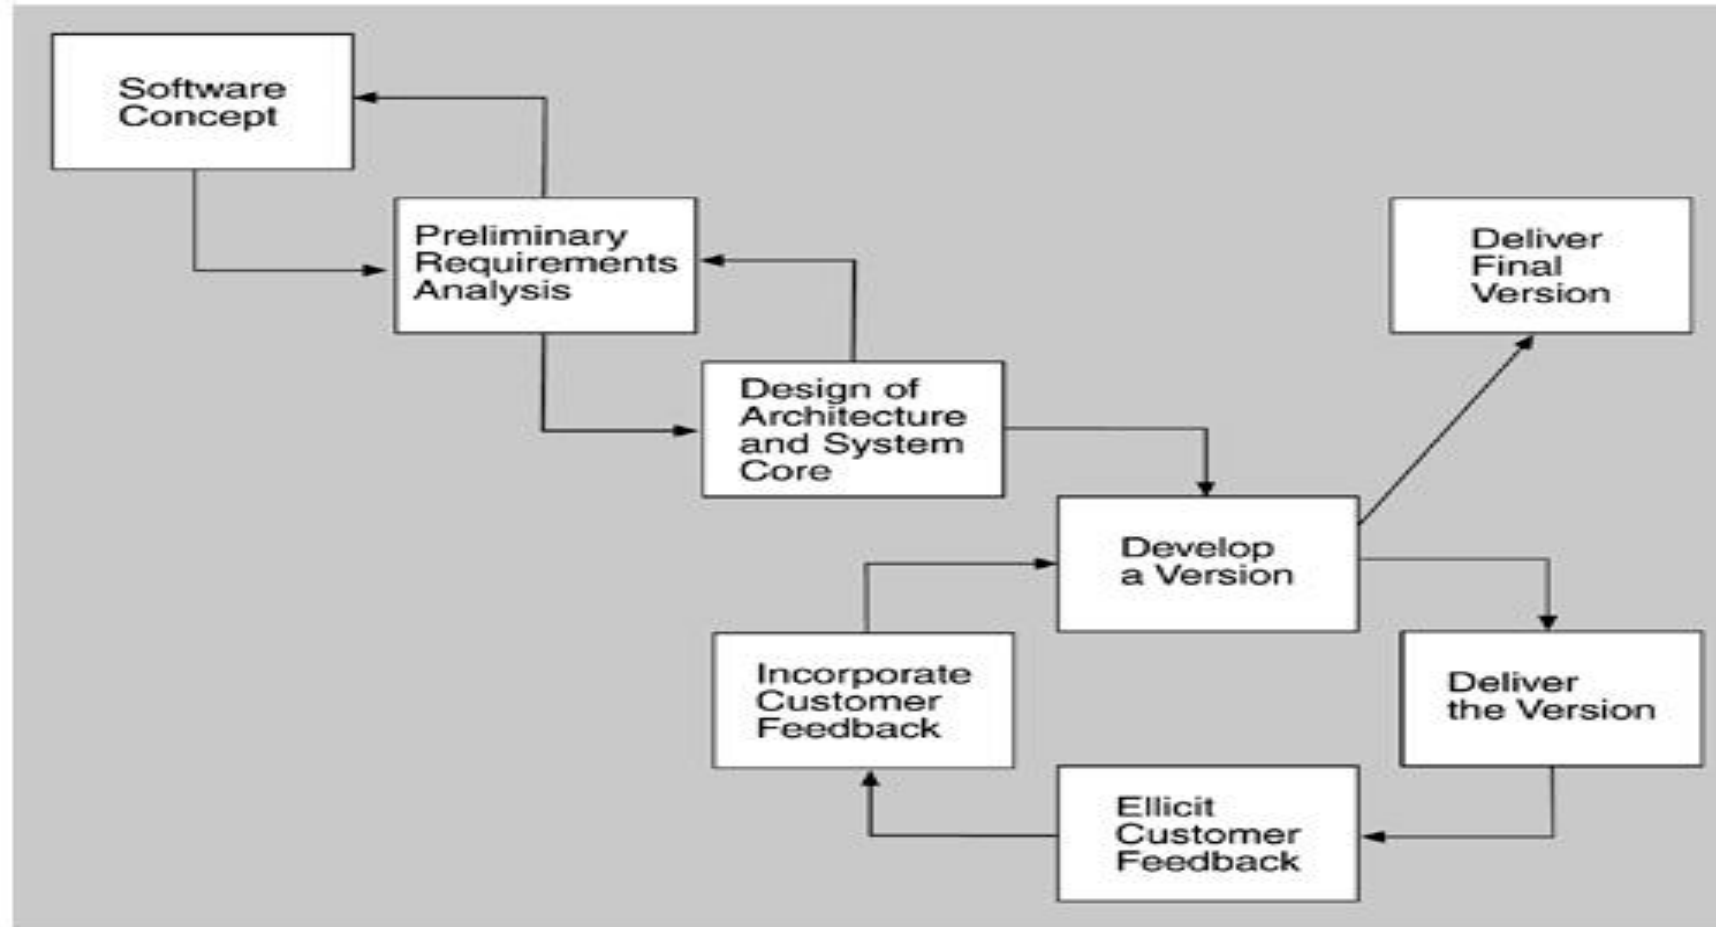 Software
Concept
Preliminary
Requirements
Analysis
Deliver
Final
Version
Design of
Architecture
and System
Core
Develop
a Version
Incorporate
Customer
Feedback
Deliver
the Version
Ellicit
Customer
Feedback